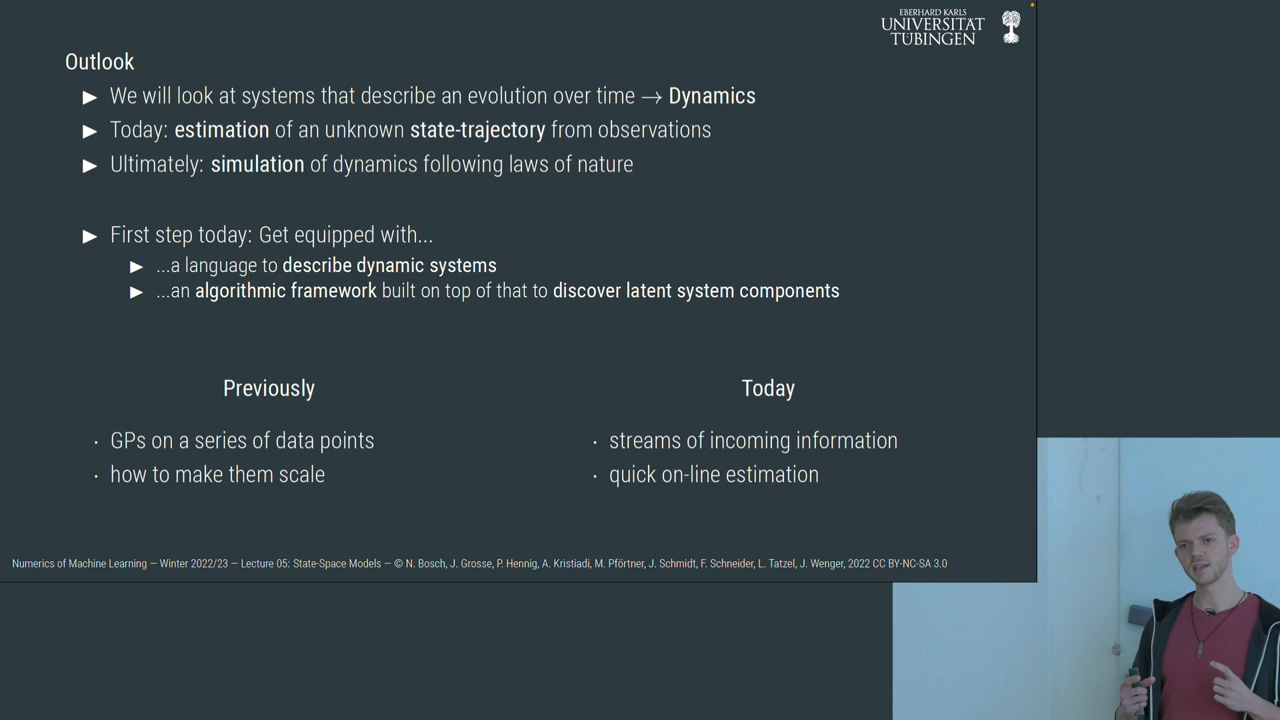 EBERHARD KARLS
UNIVERSITÄT
TÜBINGEN
Outlook
▶ We will look at systems that describe an evolution over time → Dynamics
▶ Today: estimation of an unknown state-trajectory from observations
▶ Ultimately: simulation of dynamics following laws of nature
▶ First step today: Get equipped with...
▶ ...a language to describe dynamic systems
▶ ...an algorithmic framework built on top of that to discover latent system components
Previously
· GPs on a series of data points
· how to make them scale
Today
· streams of incoming information
· quick on-line estimation
Numerics of Machine Learning — Winter 2022/23 — Lecture 05: State-Space Models — © N. Bosch, J. Grosse, P. Hennig, A. Kristiadi, M. Pförtner, J. Schmidt, F. Schneider, L. Tatzel, J. Wenger, 2022 CC BY-NC-SA 3.0